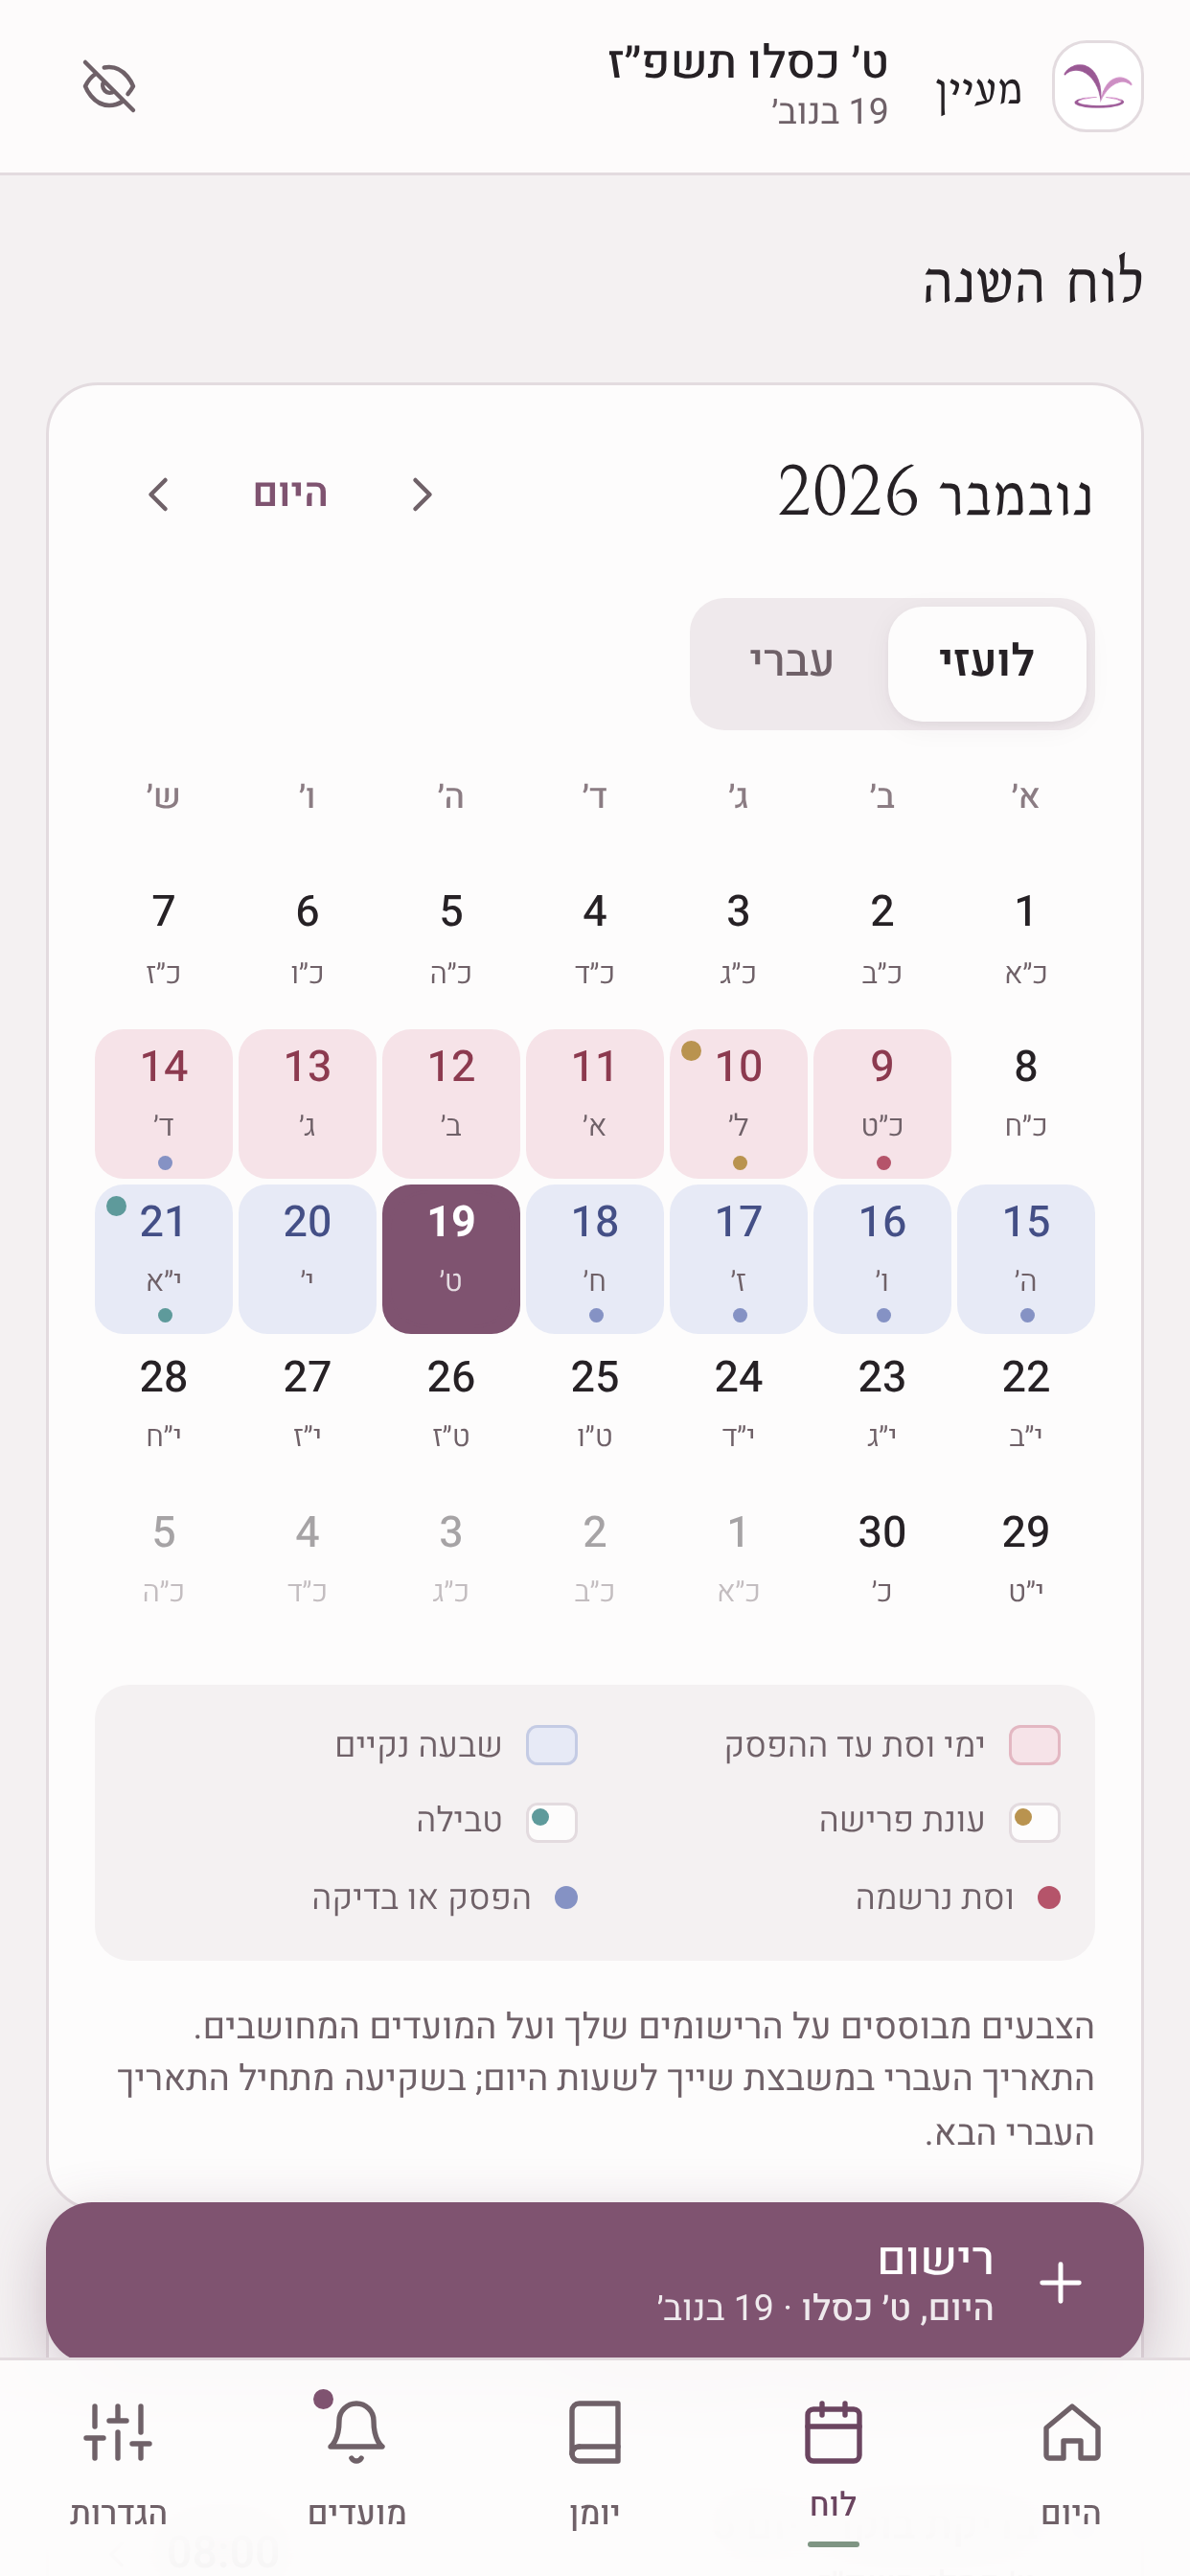 מעיין
ט׳ כסלו תשפ״ז
19 בנוב׳
לוח השנה
נובמבר 2026
היום
לועזי
עברי
א׳ ב׳ ג׳ ד׳ ה׳ ו׳ ש׳
1 2 3 4 5 6 7
כ״א כ״ב כ״ג כ״ד כ״ה כ״ו כ״ז
8 9 10 11 12 13 14
כ״ח כ״ט ל׳ א׳ ב׳ ג׳ ד׳
15 16 17 18 19 20 21
ה׳ ו׳ ז׳ ח׳ ט׳ י׳ י״א
22 23 24 25 26 27 28
י״ב י״ג י״ד ט״ו ט״ז י״ז י״ח
29 30 1 2 3 4 5
י״ט כ׳ כ״א כ״ב כ״ג כ״ד כ״ה
ימי וסת עד ההפסק
שבעה נקיים
עונת פרישה
טבילה
וסת נרשמה
הפסק או בדיקה
הצבעים מבוססים על הרישומים שלך ועל המועדים המחושבים.
התאריך העברי במשבצת שייך לשעות היום; בשקיעה מתחיל התאריך
העברי הבא.
רישום
היום, ט׳ כסלו · 19 בנוב׳
היום
לוח
יומן
מועדים
הגדרות
08:00